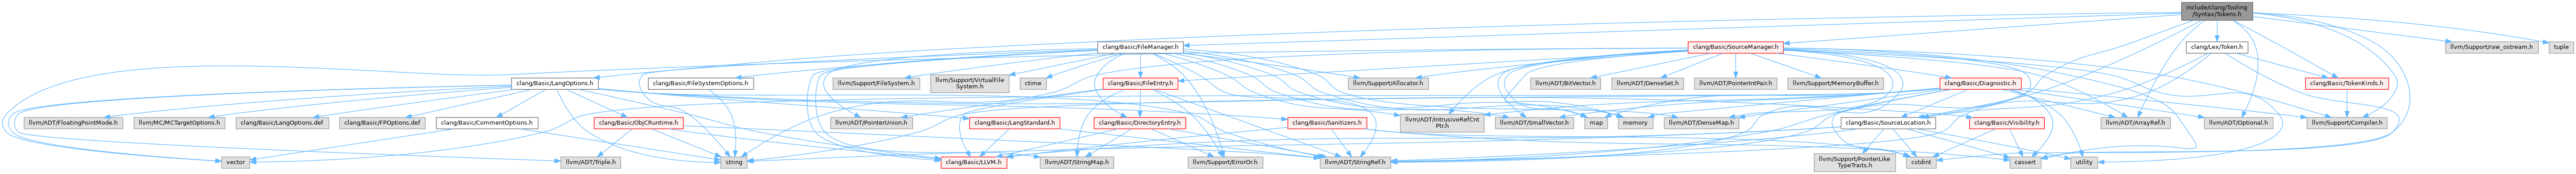 include/clang/Tooling
/Syntax/Tokens.h
clang/Basic/FileManager.h
clang/Basic/SourceManager.h
clang/Lex/Token.h
llvm/Support/raw_ostream.h
tuple
clang/Basic/LangOptions.h
clang/Basic/FileSystemOptions.h
llvm/Support/FileSystem.h
llvm/Support/VirtualFile
System.h
ctime
clang/Basic/FileEntry.h
llvm/Support/Allocator.h
llvm/ADT/BitVector.h
llvm/ADT/DenseSet.h
llvm/ADT/PointerIntPair.h
llvm/Support/MemoryBuffer.h
clang/Basic/Diagnostic.h
clang/Basic/TokenKinds.h
llvm/ADT/FloatingPointMode.h
llvm/MC/MCTargetOptions.h
clang/Basic/LangOptions.def
clang/Basic/FPOptions.def
clang/Basic/CommentOptions.h
clang/Basic/ObjCRuntime.h
llvm/ADT/PointerUnion.h
clang/Basic/LangStandard.h
clang/Basic/DirectoryEntry.h
clang/Basic/Sanitizers.h
llvm/ADT/IntrusiveRefCnt
Ptr.h
llvm/ADT/SmallVector.h
map
memory
llvm/ADT/DenseMap.h
clang/Basic/SourceLocation.h
clang/Basic/Visibility.h
llvm/ADT/ArrayRef.h
llvm/ADT/Optional.h
llvm/Support/Compiler.h
vector
llvm/ADT/Triple.h
string
clang/Basic/LLVM.h
llvm/ADT/StringMap.h
llvm/Support/ErrorOr.h
llvm/ADT/StringRef.h
llvm/Support/PointerLike
TypeTraits.h
cstdint
cassert
utility